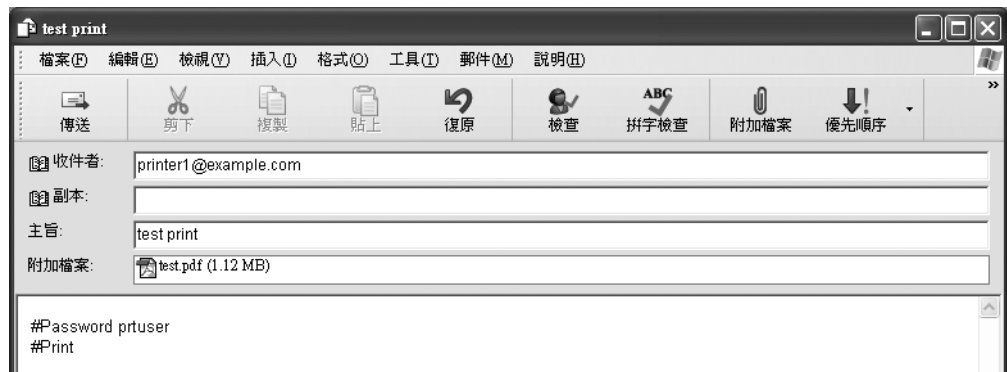 test print
檔案(F) 編輯(E) 檢視(V) 插入(I) 格式(O) 工具(T) 郵件(M) 說明(H)
ABC
傳送 剪下 複製 貼上 復原 檢查 拼字檢查 附加檔案 優先順序 »
收件者: printer1@example.com
副本:
主旨: test print
附加檔案: test.pdf (1.12 MB)
#Password prtuser
#Print